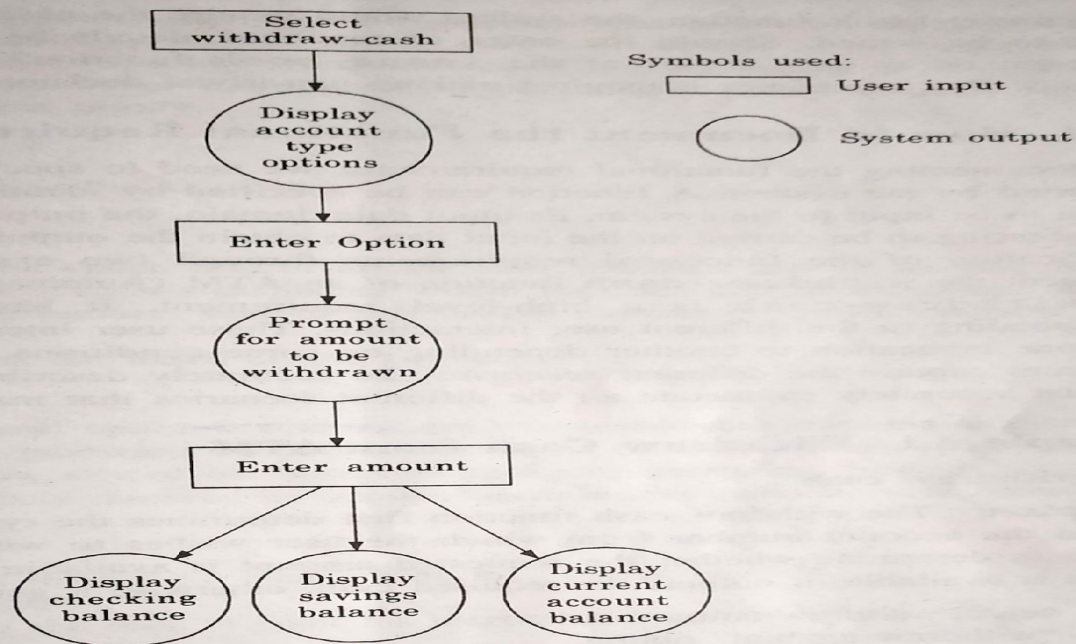 Select
withdraw-cash
Symbols used:
User input
System output
Display
account
type
options
Enter Option
Prompt
for amount
to be
withdrawn
Enter amount
Display
checking
balance
Display
savings
balance
Display
current
account
balance